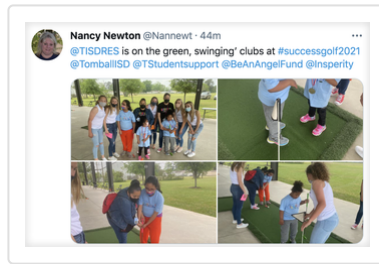 Nancy Newton @Nannewt · 44m
@TISDRES is on the green, swinging' clubs at #successgolf2021
@TomballISD @TStudentsupport @BeAnAngelFund @Insperity